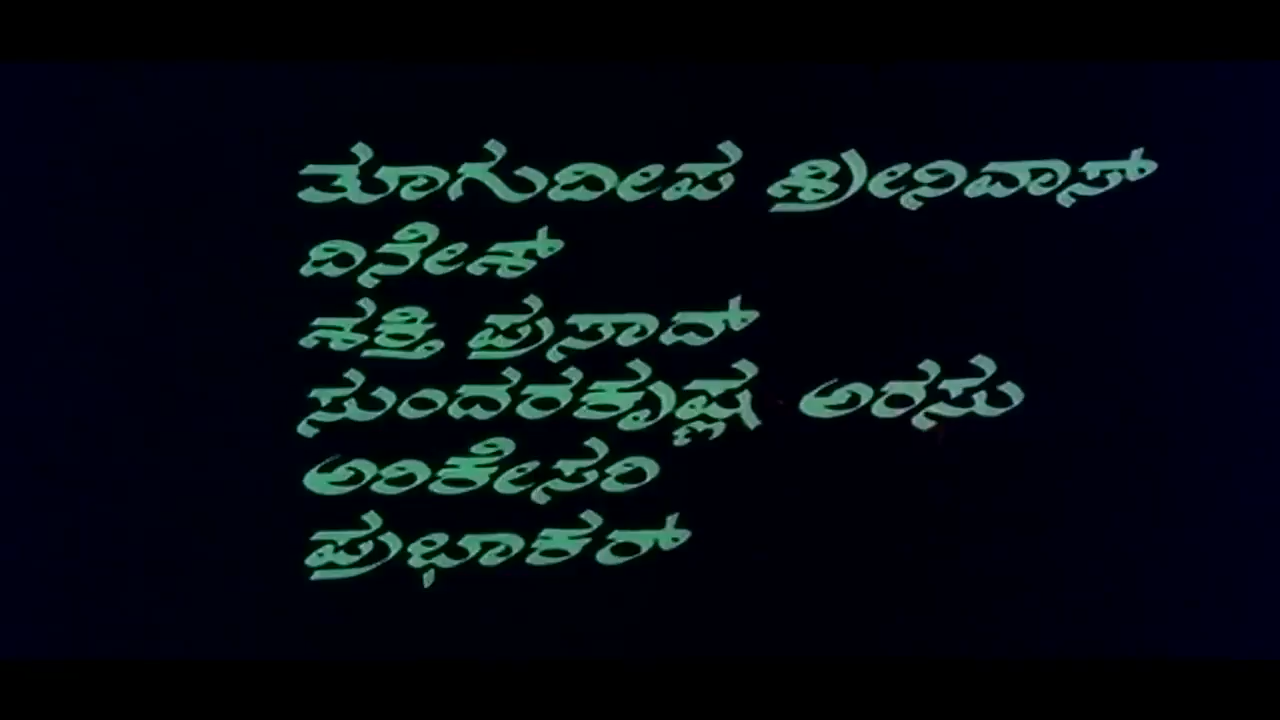 ತೂಗುದೀಪ ಶ್ರೀನಿವಾಸ್
ದಿನೇಶ್
ಶಕ್ತಿ ಪ್ರಸಾದ್
ಸುಂದರಕೃಷ್ಣ ಅರಸು
ಅರಿಕೇಸರಿ
ಪ್ರಭಾಕರ್